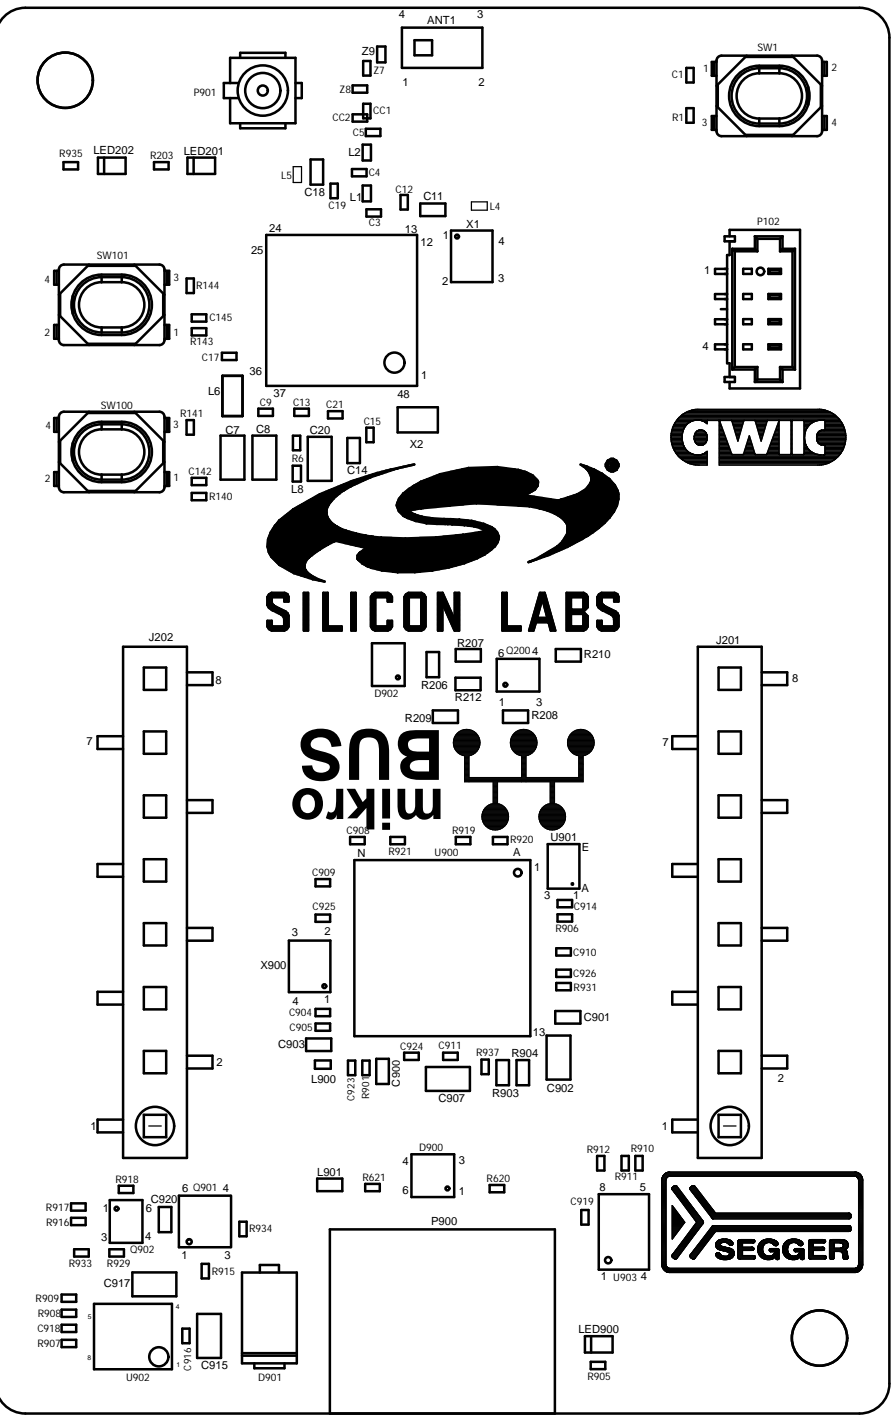 4 ANT1 3
Z9
Z7
P901
Z8
1 2
CC1
CC2
C5
SW1
C1 1 2
R1 3 4
R935 LED202 R203 LED201
L2
L5 C18 C4
C19 L1 C12 C11 L4
C3
24 13
25 12
X1
1 4
2 3
P102
1
4
SW101
4 3 R144
C145
2 1 R143
C17
36 1
37 48
L6 C9 C13 C21
SW100
4 3 R141
C7 C8 C20 C15
R6 C14 X2
2 1 C142 L8
R140
qwiic
SILICON LABS
J202 J201
8 8
7 7
2 2
1 1
R207
6 Q200 4
R210
D902 R206 R212
1 3
R209 R208
mikro
BUS
C908 R919 R920 U901
N R921 U900 A E
1
C909 3 1 A
C914
C925 R906
3 2
X900 C910
C926
4 1 R931
C904
C905 C901
C903 13
C924 C911 R937 R904
L900 C923 R901 C900 C907 R903 C902
D900
4 3
6 1
L901 R621 R620
R912 R910
R911
R918 6 Q901 4
R917 1 6 C920
R916
3 4 R934
Q902 1 3
R933 R929
R915
C917
P900
C919 8 5
1 U903 4
SEGGER
R909
R908 5 4
C918
R907 8 1
U902 C916 C915 D901
LED900
R905